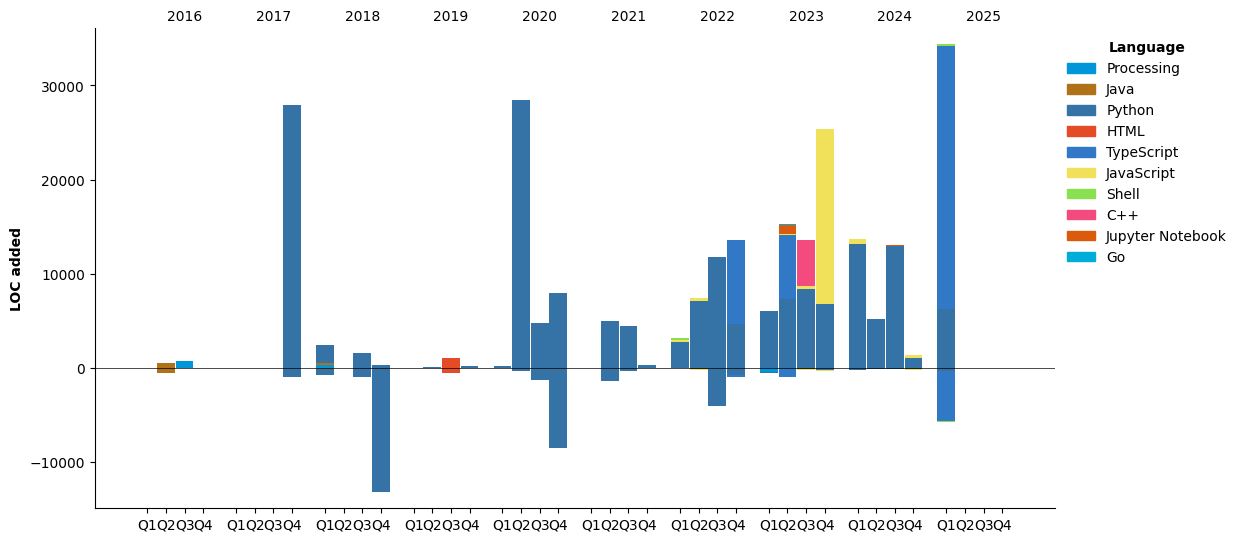 2016 2017 2018 2019 2020 2021 2022 2023 2024 2025
Language
Processing
Java
Python
HTML
TypeScript
JavaScript
Shell
C++
Jupyter Notebook
Go
LOC added
30000
20000
10000
0
−10000
Q1Q2Q3Q4 Q1Q2Q3Q4 Q1Q2Q3Q4 Q1Q2Q3Q4 Q1Q2Q3Q4 Q1Q2Q3Q4 Q1Q2Q3Q4 Q1Q2Q3Q4 Q1Q2Q3Q4 Q1Q2Q3Q4